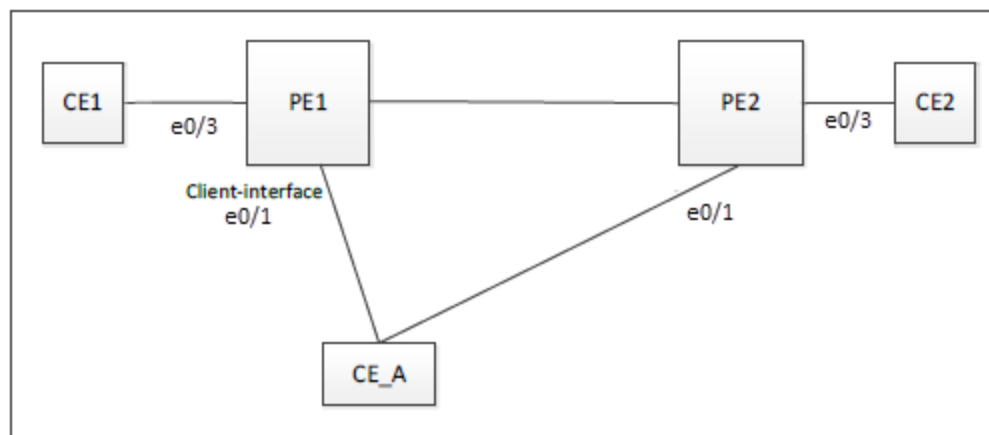 CE1
PE1
PE2
CE2
e0/3
e0/3
Client-interface
e0/1
e0/1
CE_A